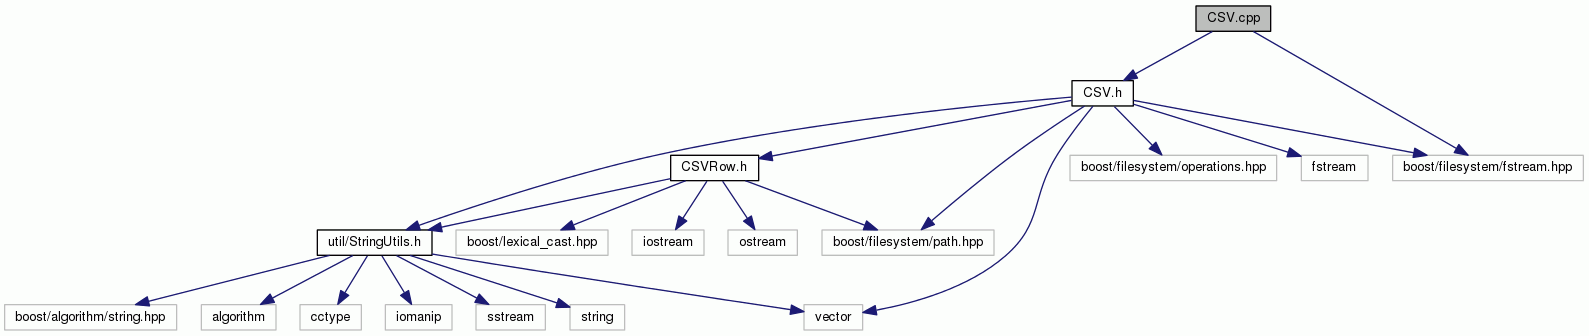 CSV.cpp
CSV.h
CSVRow.h
boost/filesystem/operations.hpp
fstream
boost/filesystem/fstream.hpp
util/StringUtils.h
boost/lexical_cast.hpp
iostream
ostream
boost/filesystem/path.hpp
boost/algorithm/string.hpp
algorithm
cctype
iomanip
sstream
string
vector